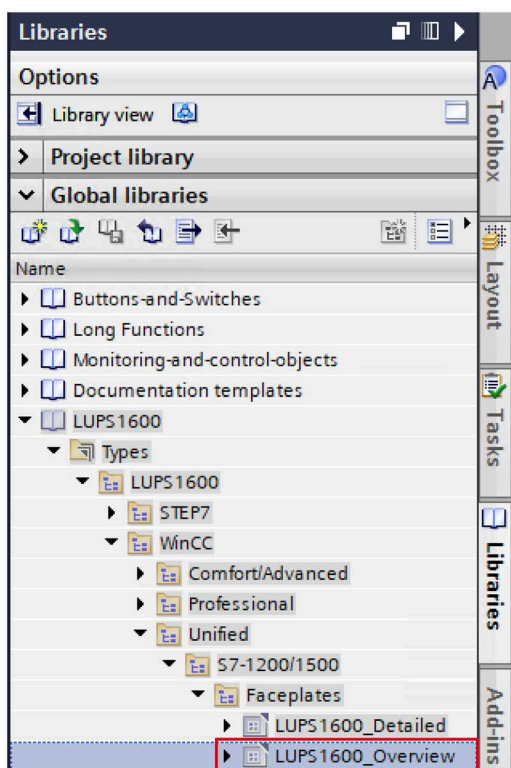 Libraries
Options
Library view
Project library
Global libraries
Name
Buttons-and-Switches
Long Functions
Monitoring-and-control-objects
Documentation templates
LUPS1600
Types
LUPS1600
STEP7
WinCC
Comfort/Advanced
Professional
Unified
S7-1200/1500
Faceplates
LUPS1600_Detailed
LUPS1600_Overview
Toolbox
Layout
Tasks
Libraries
Add-ins